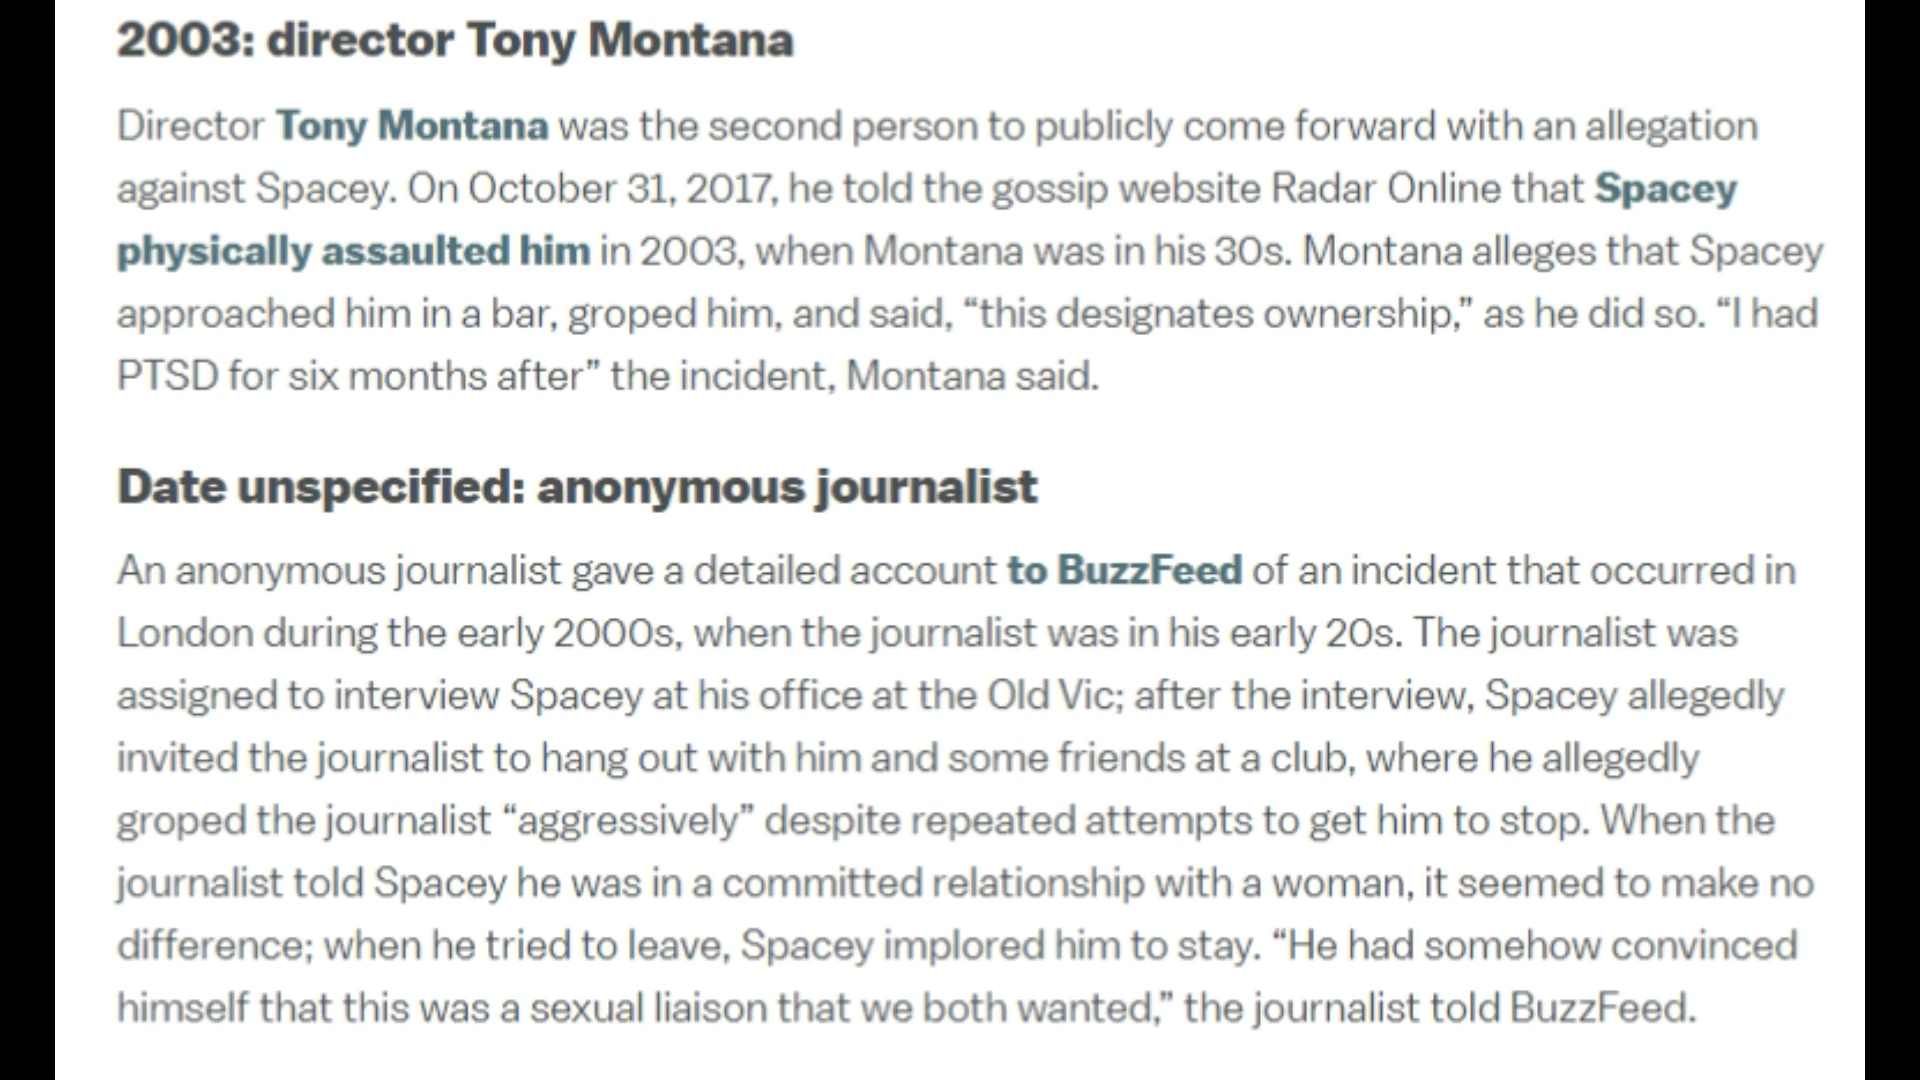 2003: director Tony Montana
Director Tony Montana was the second person to publicly come forward with an allegation
against Spacey. On October 31, 2017, he told the gossip website Radar Online that Spacey
physically assaulted him in 2003, when Montana was in his 30s. Montana alleges that Spacey
approached him in a bar, groped him, and said, “this designates ownership,” as he did so. “I had
PTSD for six months after” the incident, Montana said.
Date unspecified: anonymous journalist
An anonymous journalist gave a detailed account to BuzzFeed of an incident that occurred in
London during the early 2000s, when the journalist was in his early 20s. The journalist was
assigned to interview Spacey at his office at the Old Vic; after the interview, Spacey allegedly
invited the journalist to hang out with him and some friends at a club, where he allegedly
groped the journalist “aggressively” despite repeated attempts to get him to stop. When the
journalist told Spacey he was in a committed relationship with a woman, it seemed to make no
difference; when he tried to leave, Spacey implored him to stay. “He had somehow convinced
himself that this was a sexual liaison that we both wanted,” the journalist told BuzzFeed.